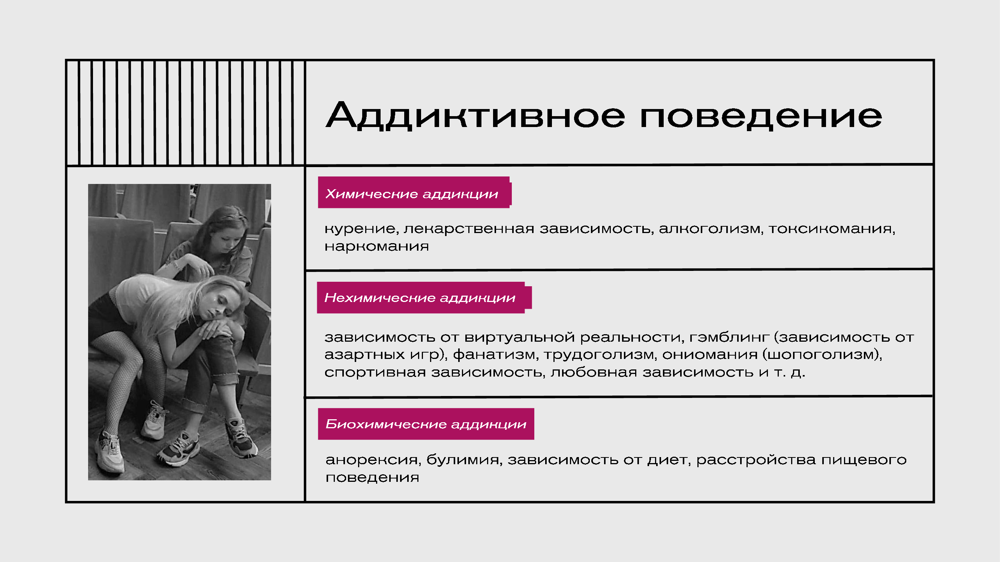 Аддиктивное поведение
Химические аддикции
курение, лекарственная зависимость, алкоголизм, токсикомания,
наркомания
Нехимические аддикции
зависимость от виртуальной реальности, гэмблинг (зависимость от
азартных игр), фанатизм, трудоголизм, ониомания (шопоголизм),
спортивная зависимость, любовная зависимость и т. д.
Биохимические аддикции
анорексия, булимия, зависимость от диет, расстройства пищевого
поведения